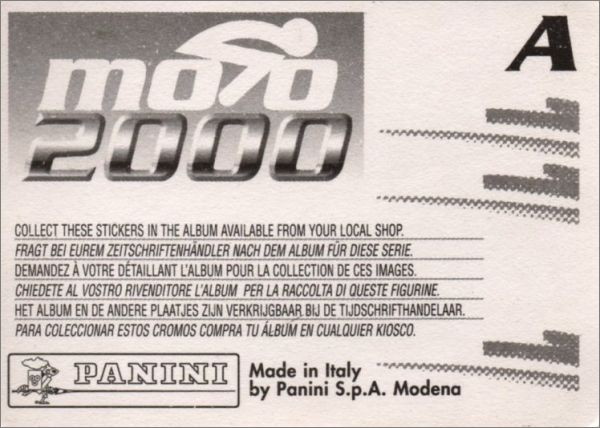 A
moto
2000
COLLECT THESE STICKERS IN THE ALBUM AVAILABLE FROM YOUR LOCAL SHOP.
FRAGT BEI EUREM ZEITSCHRIFTENHÄNDLER NACH DEM ALBUM FÜR DIESE SERIE.
DEMANDEZ À VOTRE DÉTAILLANT L'ALBUM POUR LA COLLECTION DE CES IMAGES.
CHIEDETE AL VOSTRO RIVENDITORE L'ALBUM PER LA RACCOLTA DI QUESTE FIGURINE.
HET ALBUM EN DE ANDERE PLAATJES ZIJN VERKRIJGBAAR BIJ DE TIJDSCHRIFTHANDELAAR.
PARA COLECCIONAR ESTOS CROMOS COMPRA TU ÁLBUM EN CUALQUIER KIOSCO.
PANINI
Made in Italy
by Panini S.p.A. Modena